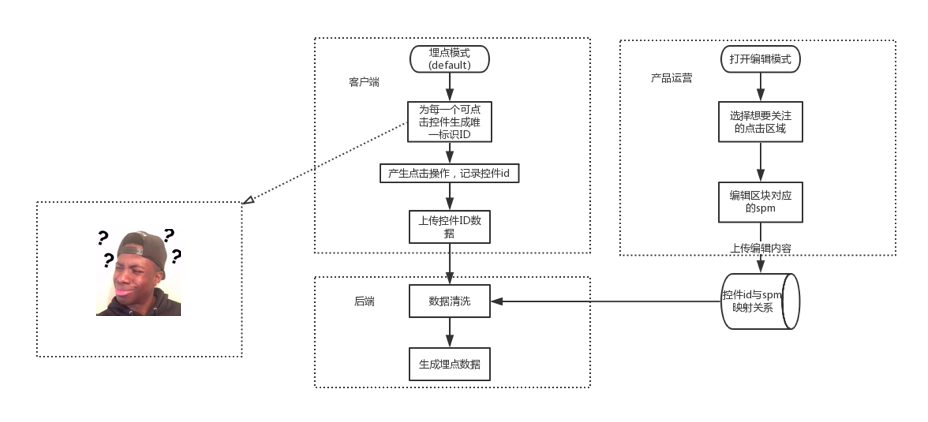 埋点模式
(default)
客户端
为每一个可点
击控件生成唯
一标识ID
产生点击操作，记录控件id
上传控件ID数
据
后端
数据清洗
生成埋点数据
打开编辑模式
产品运营
选择想要关注
的点击区域
编辑区块对应
的spm
上传编辑内容
控件id与spm
映射关系
? ?
? ?